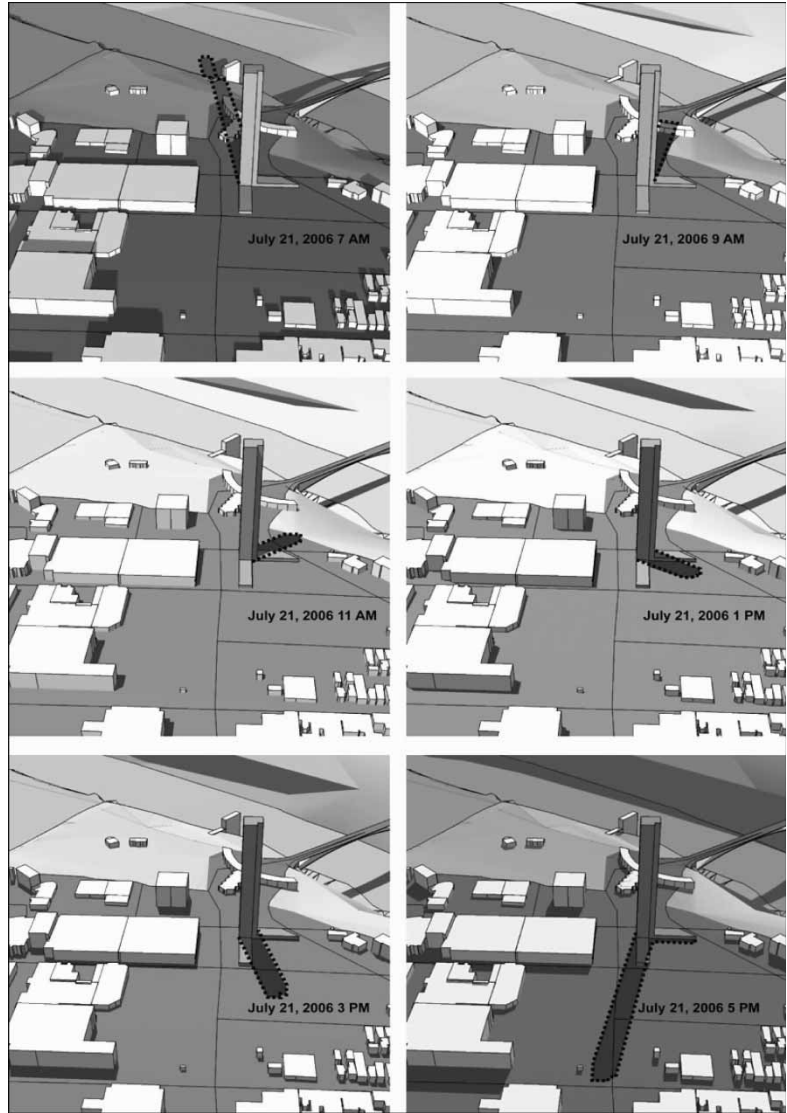 July 21, 2006 7 AM
July 21, 2006 9 AM
July 21, 2006 11 AM
July 21, 2006 1 PM
July 21, 2006 3 PM
July 21, 2006 5 PM